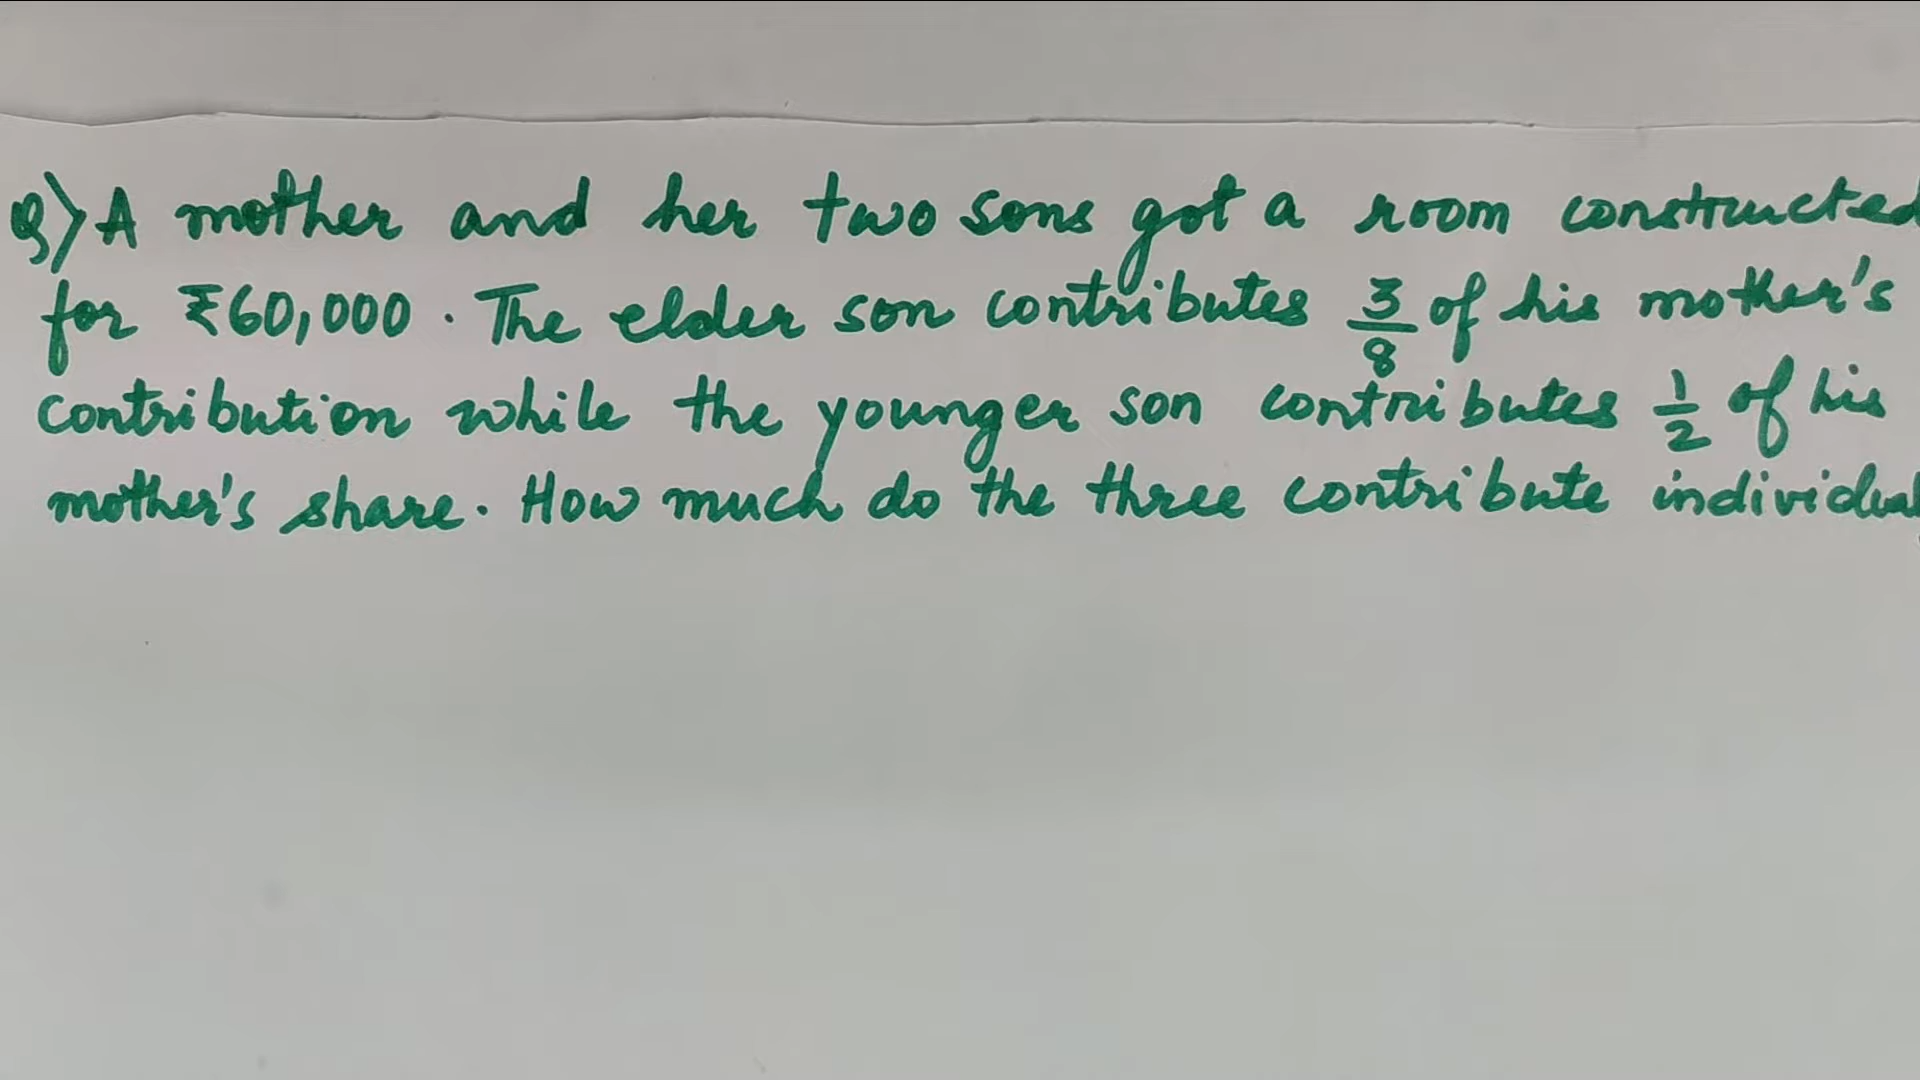 Q) A mother and her two sons got a room constructed
for ₹60,000. The elder son contributes 3/8 of his mother's
contribution while the younger son contributes 1/2 of his
mother's share. How much do the three contribute individual